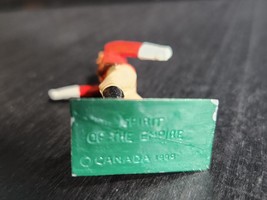 SPIRIT
OF THE EMPIRE
© CANADA